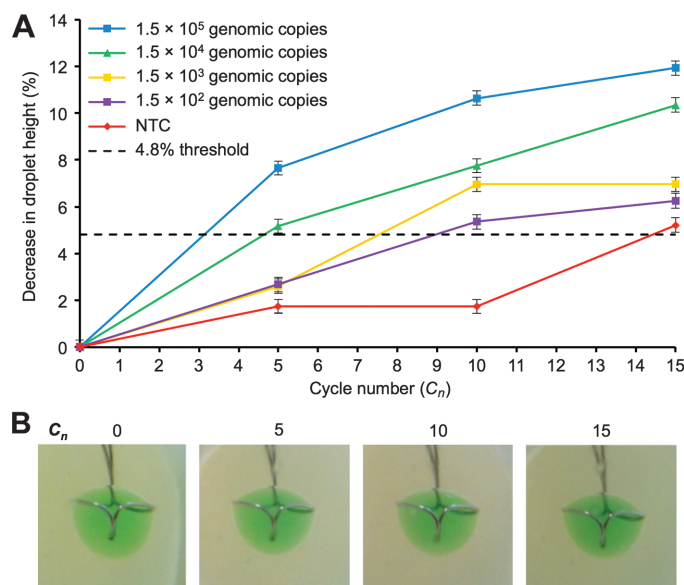 A
14
12
10
8
6
4
2
0
Decrease in droplet height (%)
1.5 × 10⁵ genomic copies
1.5 × 10⁴ genomic copies
1.5 × 10³ genomic copies
1.5 × 10² genomic copies
NTC
4.8% threshold
0 1 2 3 4 5 6 7 8 9 10 11 12 13 14 15
Cycle number (Cₙ)
B
Cₙ 0 5 10 15